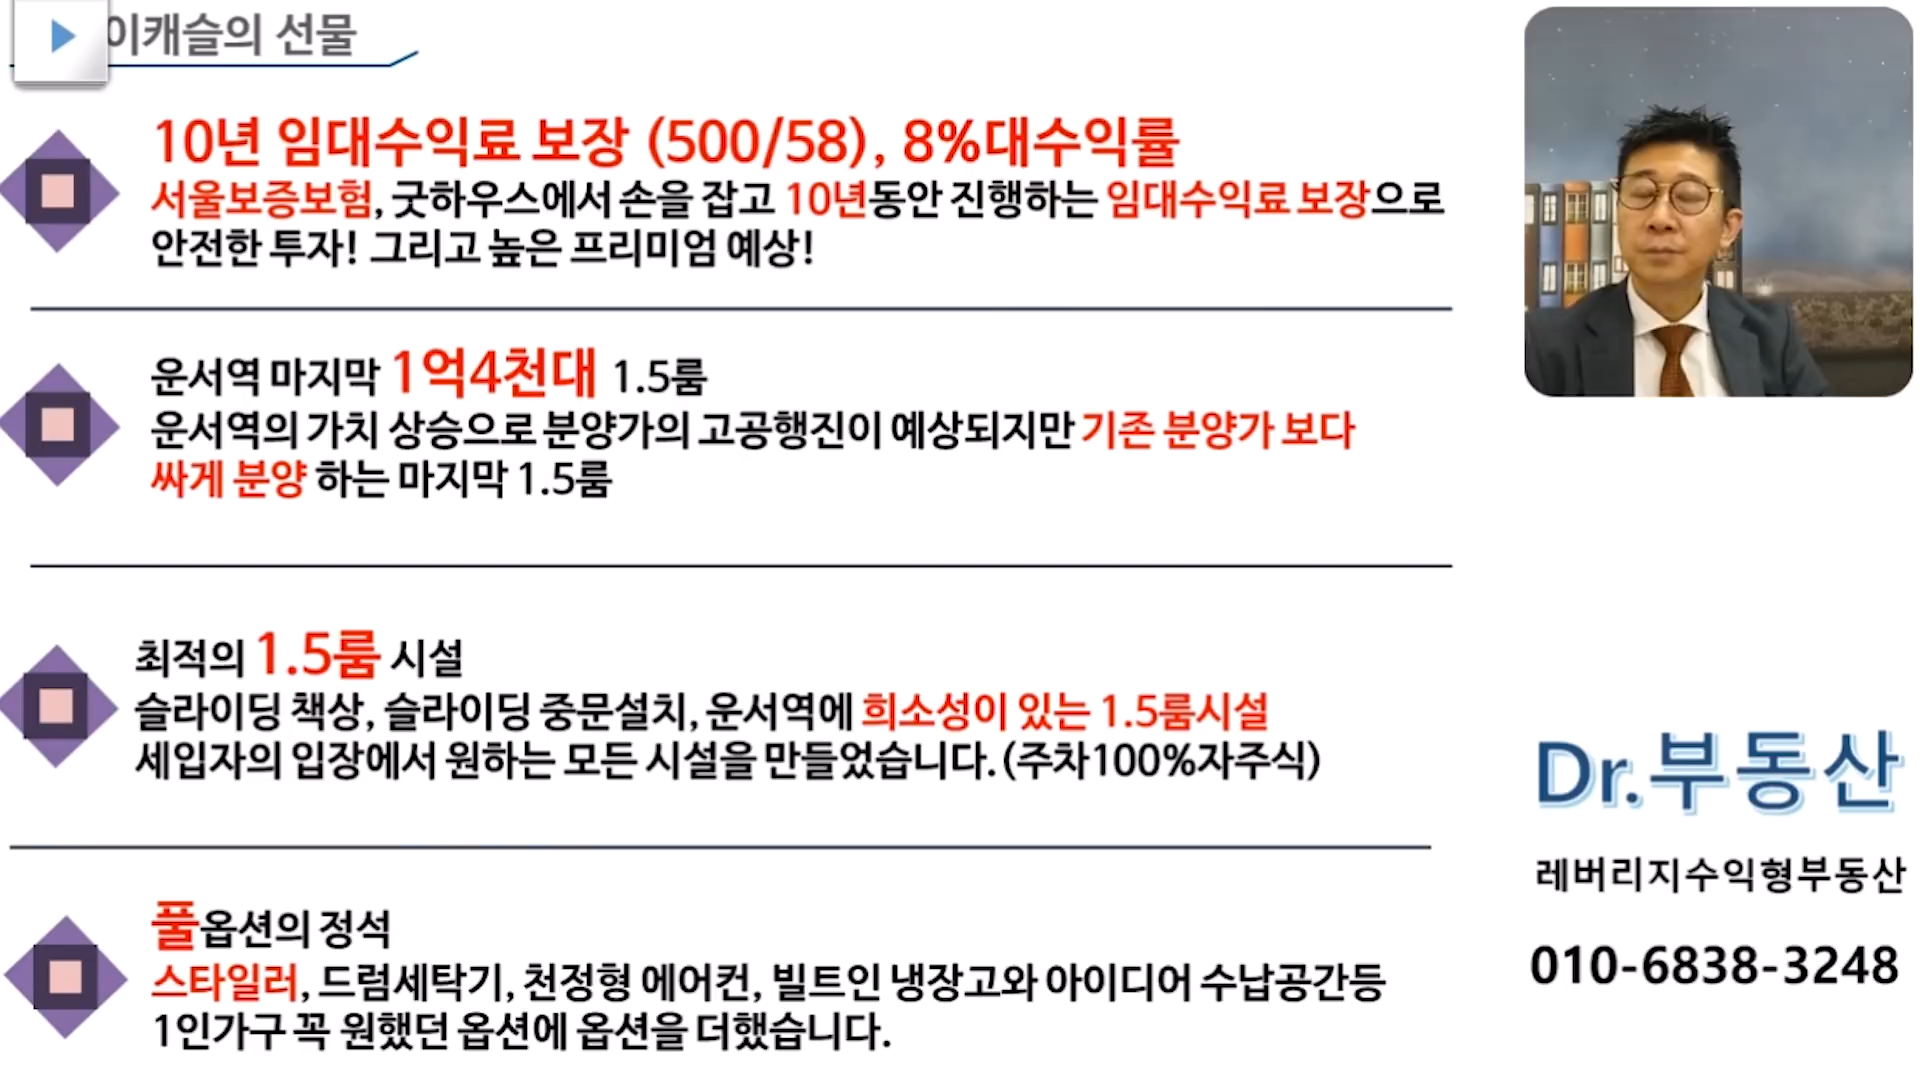 이캐슬의 선물
10년 임대수익료 보장 (500/58), 8%대수익률
서울보증보험, 굿하우스에서 손을 잡고 10년동안 진행하는 임대수익료 보장으로
안전한 투자! 그리고 높은 프리미엄 예상!
운서역 마지막 1억4천대 1.5룸
운서역의 가치 상승으로 분양가의 고공행진이 예상되지만 기존 분양가 보다
싸게 분양 하는 마지막 1.5룸
최적의 1.5룸 시설
슬라이딩 책상, 슬라이딩 중문설치, 운서역에 희소성이 있는 1.5룸시설
세입자의 입장에서 원하는 모든 시설을 만들었습니다. (주차100%자주식)
풀옵션의 정석
스타일러, 드럼세탁기, 천정형 에어컨, 빌트인 냉장고와 아이디어 수납공간등
1인가구 꼭 원했던 옵션에 옵션을 더했습니다.
Dr.부동산
레버리지수익형부동산
010-6838-3248